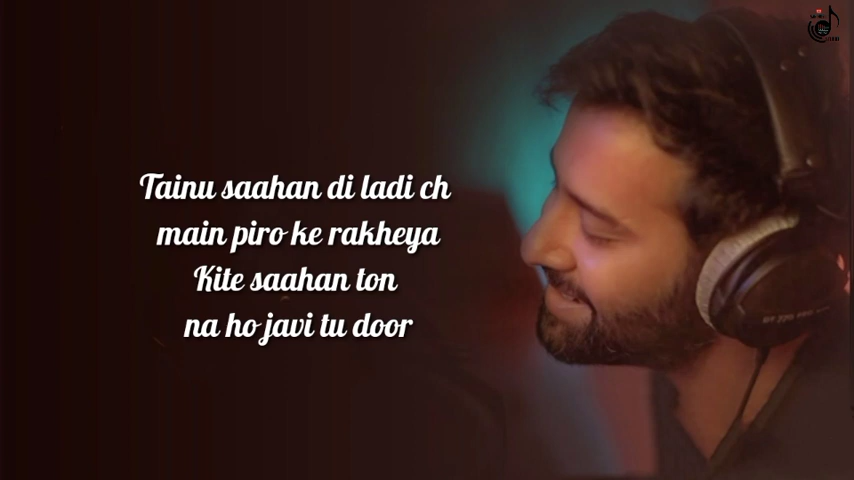 Tainu saahan di ladi ch
main piro ke rakheya
Kite saahan ton
na ho javi tu door